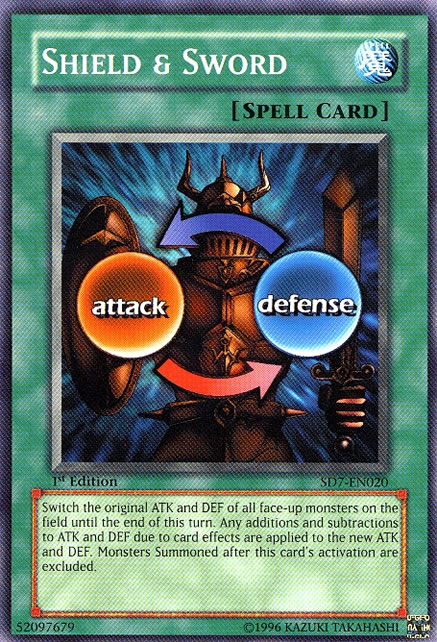 SHIELD & SWORD
魔
[SPELL CARD]
attack
defense
1st Edition
SD7-EN020
Switch the original ATK and DEF of all face-up monsters on the
field until the end of this turn. Any additions and subtractions
to ATK and DEF due to card effects are applied to the new ATK
and DEF. Monsters Summoned after this card's activation are
excluded.
52097679
©1996 KAZUKI TAKAHASHI